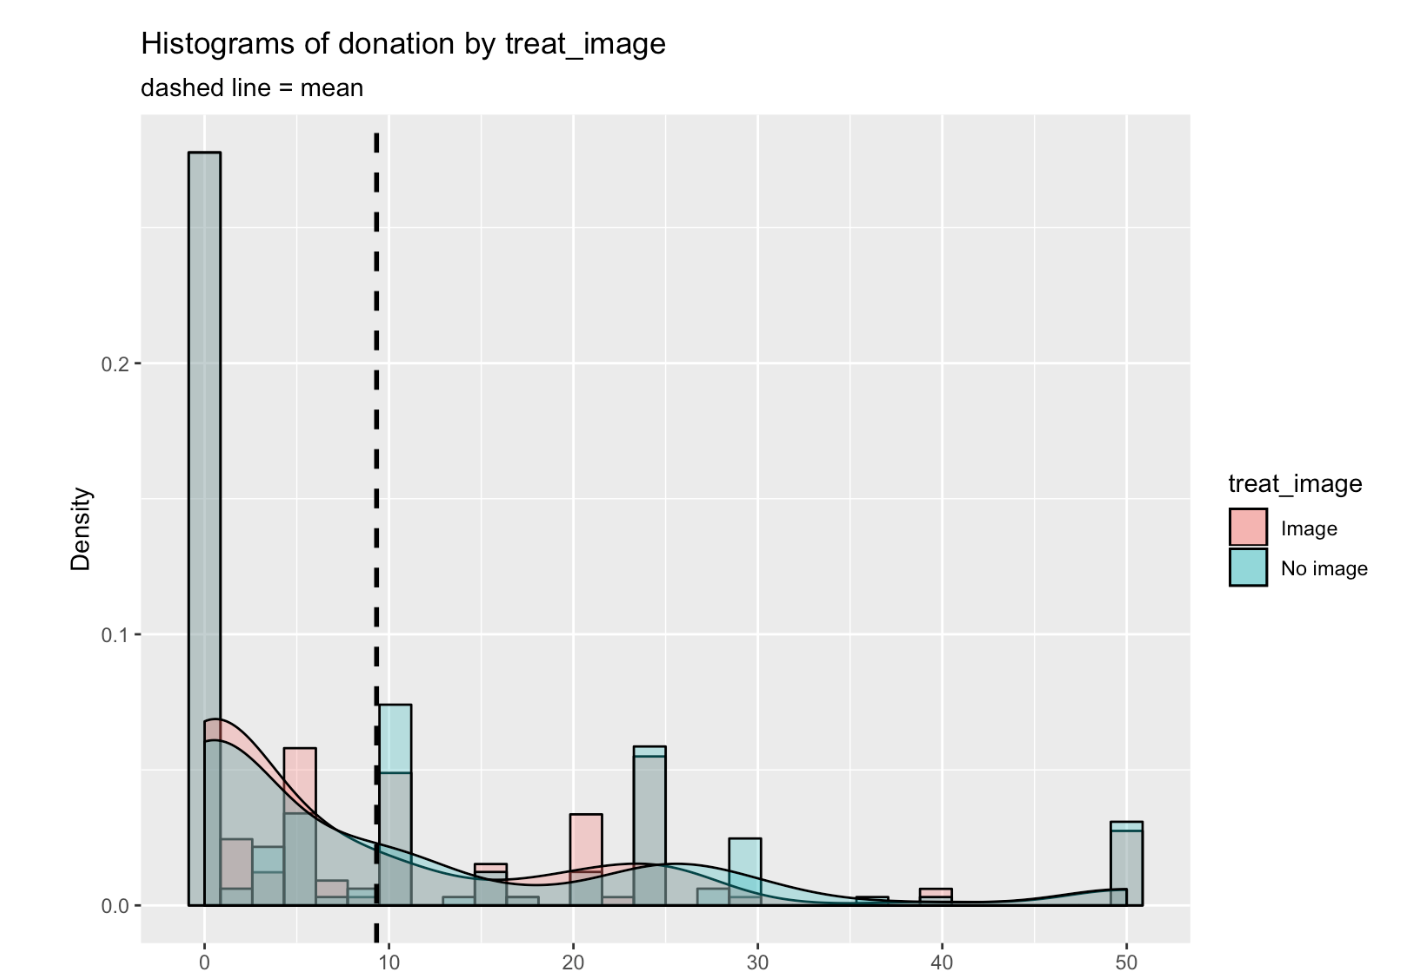 Histograms of donation by treat_image
dashed line = mean
Density
0.2
0.1
0.0
0 10 20 30 40 50
treat_image
Image
No image